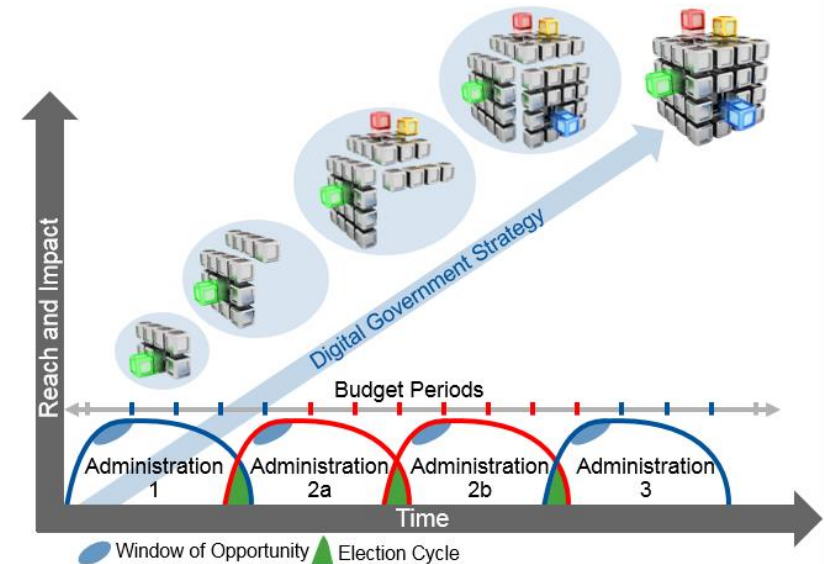 Reach and Impact
Digital Government Strategy
Budget Periods
Administration
1
Administration
2a
Administration
2b
Administration
3
Time
Window of Opportunity
Election Cycle